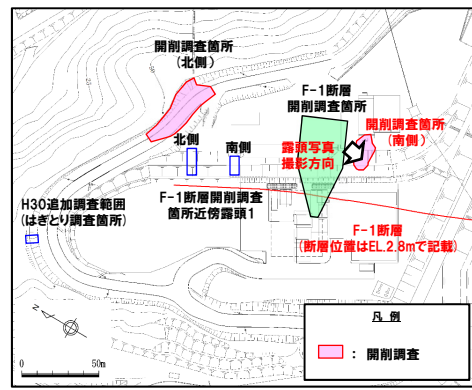 開削調査箇所
(北側)
F-1断層
開削調査箇所
開削調査箇所
(南側)
北側
南側
露頭写真
撮影方向
H30追加調査範囲
(はぎとり調査箇所)
F-1断層開削調査
箇所近傍露頭1
F-1断層
(断層位置はEL.2.8mで記載)
N
0
50m
凡 例
: 開削調査